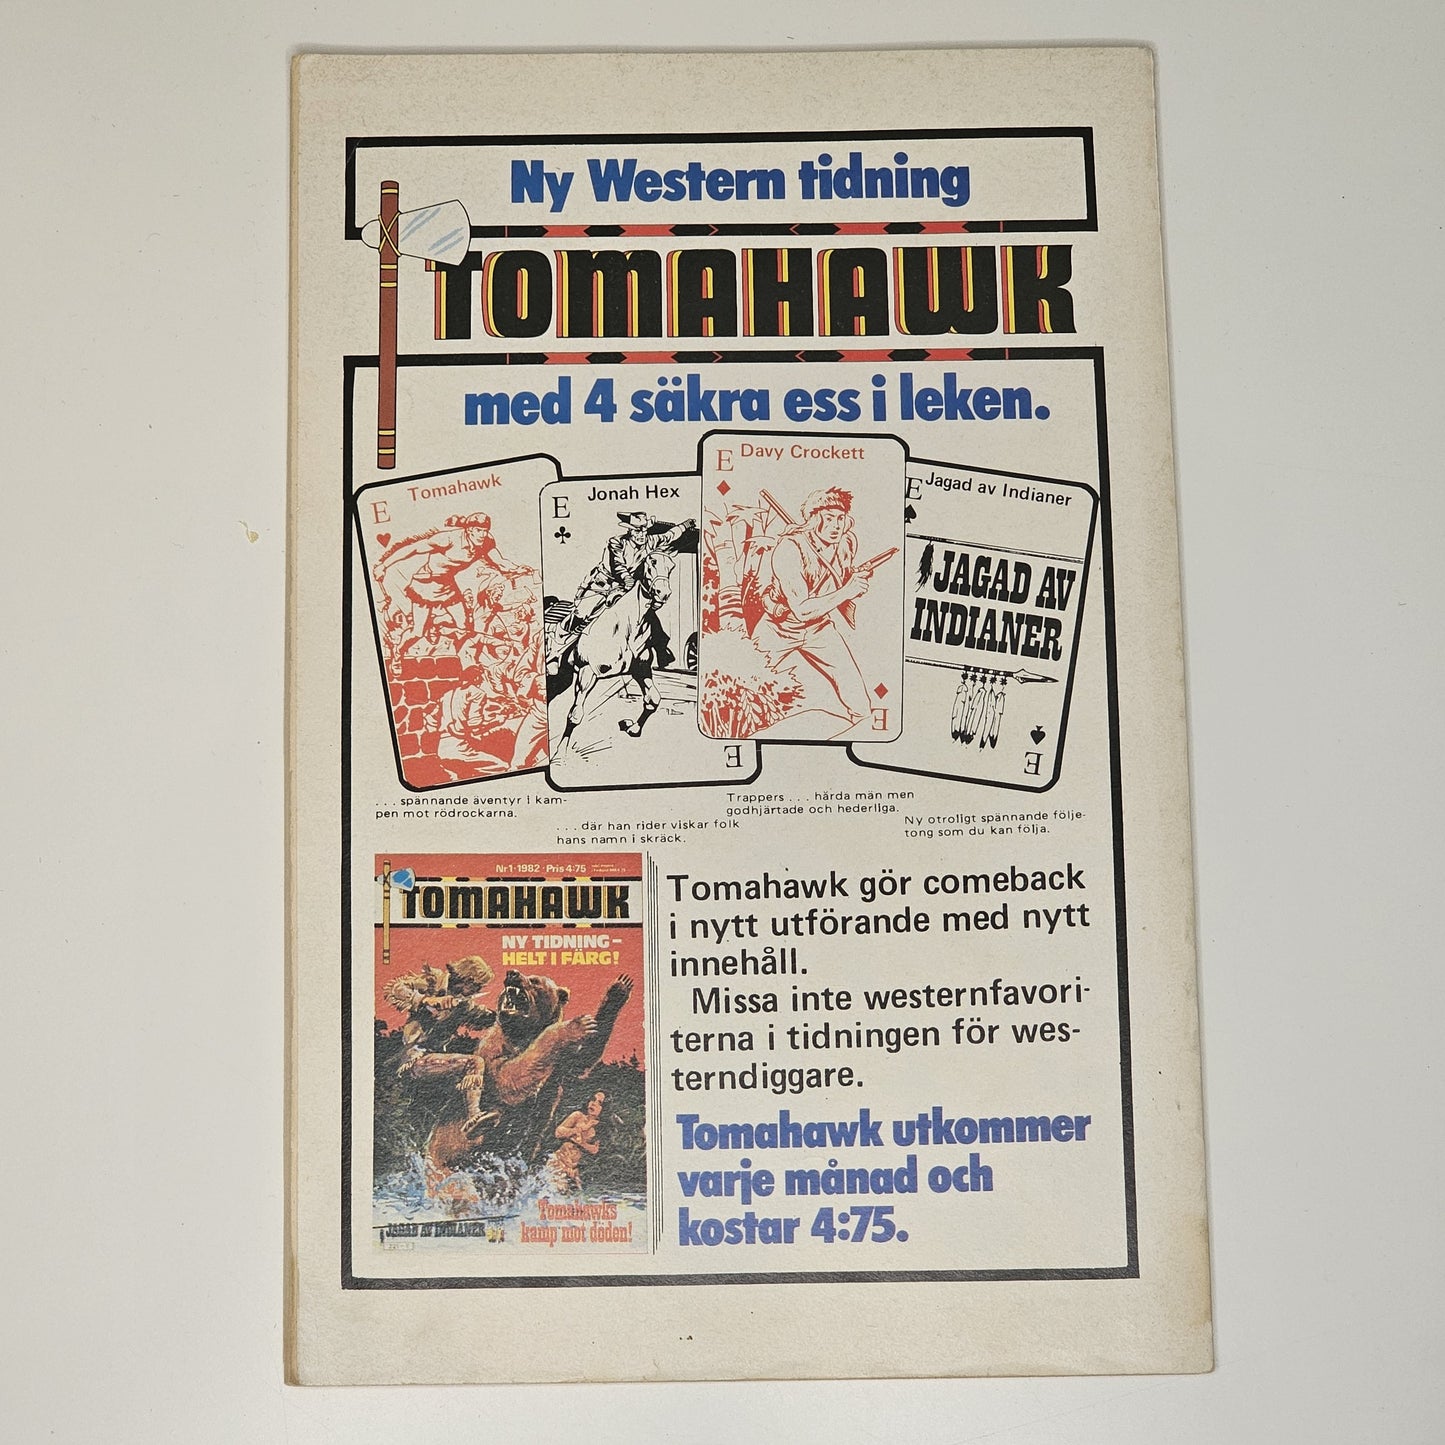 Ny Western tidning
TOMAHAWK
med 4 säkra ess i leken.
E Tomahawk
E Jonah Hex
E
E Davy Crockett
E
E Jagad av Indianer
JAGAD AV
INDIANER
E
. . . spännande äventyr i kam-
pen mot rödrockarna.
. . . där han rider viskar folk
hans namn i skräck.
Trappers . . . hårda män men
godhjärtade och hederliga.
Ny otroligt spännande följe-
tong som du kan följa.
Nr 1 · 1982 · Pris 4:75
TOMAHAWK
NY TIDNING –
HELT I FÄRG!
JAGAD AV INDIANER
Tomahawks
kamp mot döden!
Tomahawk gör comeback
i nytt utförande med nytt
innehåll.
Missa inte westernfavori-
terna i tidningen för wes-
terndiggare.
Tomahawk utkommer
varje månad och
kostar 4:75.